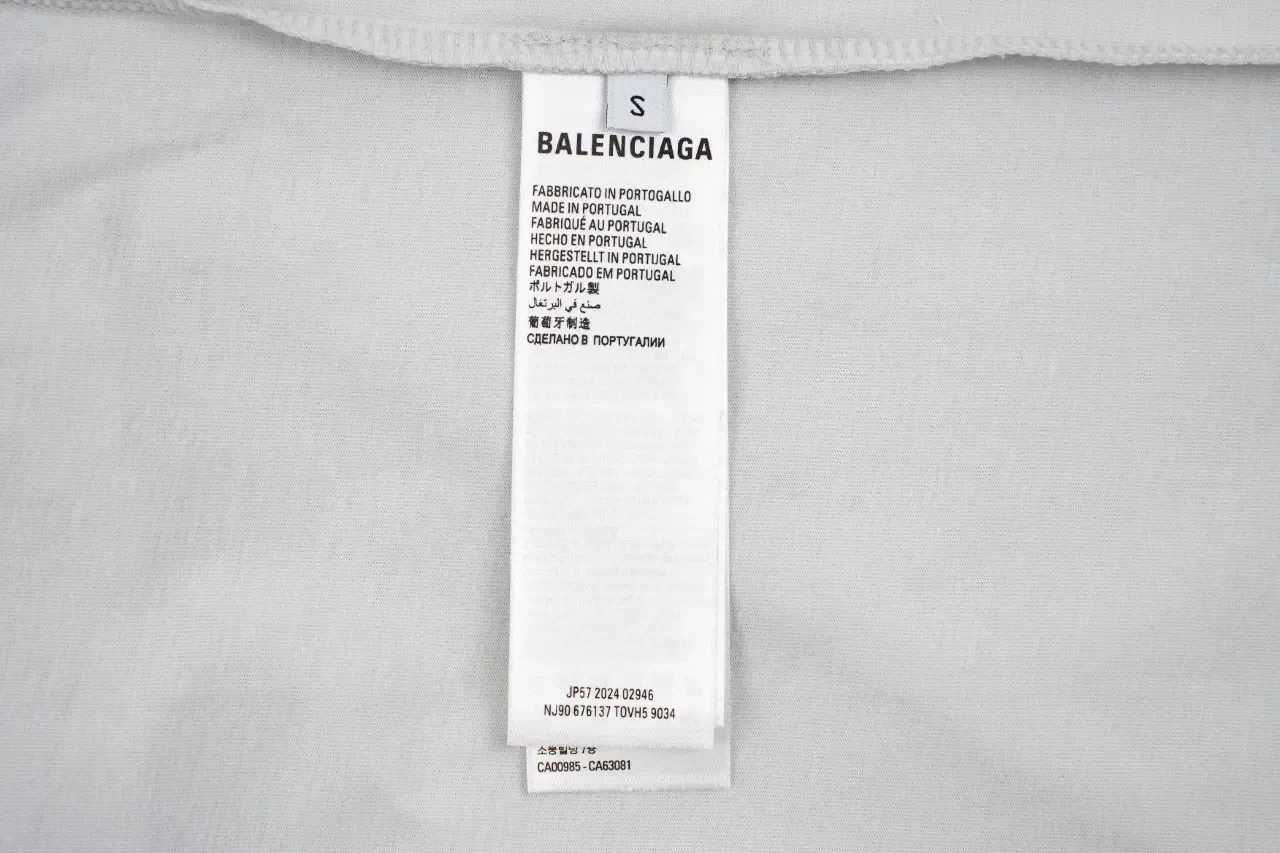 S
BALENCIAGA
FABBRICATO IN PORTOGALLO
MADE IN PORTUGAL
FABRIQUÉ AU PORTUGAL
HECHO EN PORTUGAL
HERGESTELLT IN PORTUGAL
FABRICADO EM PORTUGAL
ポルトガル製
صنع في البرتغال
葡萄牙制造
СДЕЛАНО В ПОРТУГАЛИИ
JP57 2024 02946
NJ90 676137 TOVH5 9034
CA00985 - CA63081